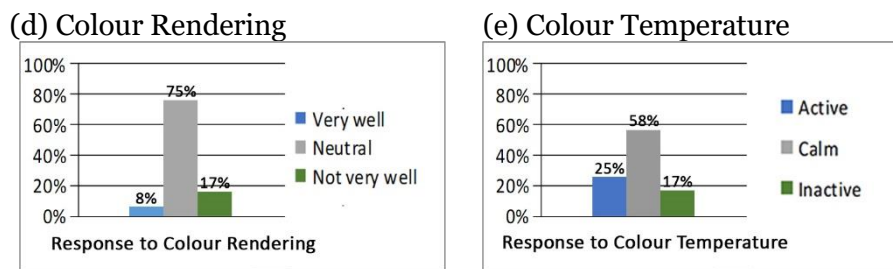 (d) Colour Rendering
100%
80%
60%
40%
20%
0%
75%
8%
17%
Very well
Neutral
Not very well
Response to Colour Rendering
(e) Colour Temperature
100%
80%
60%
40%
20%
0%
58%
25%
17%
Active
Calm
Inactive
Response to Colour Temperature